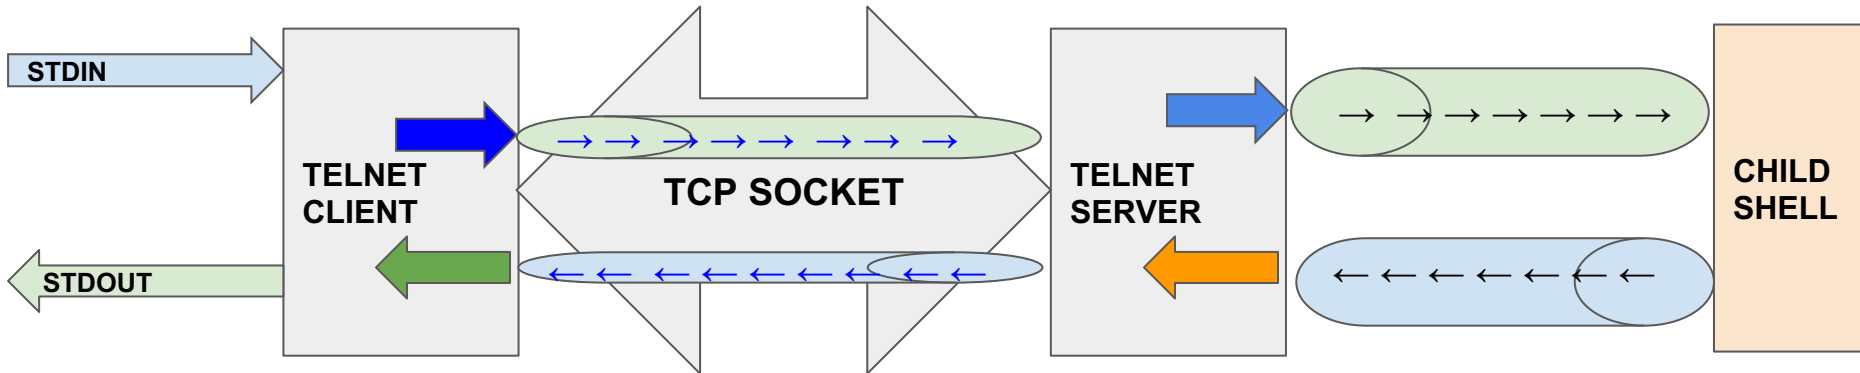 STDIN
TELNET
CLIENT
STDOUT
TCP SOCKET
TELNET
SERVER
CHILD
SHELL